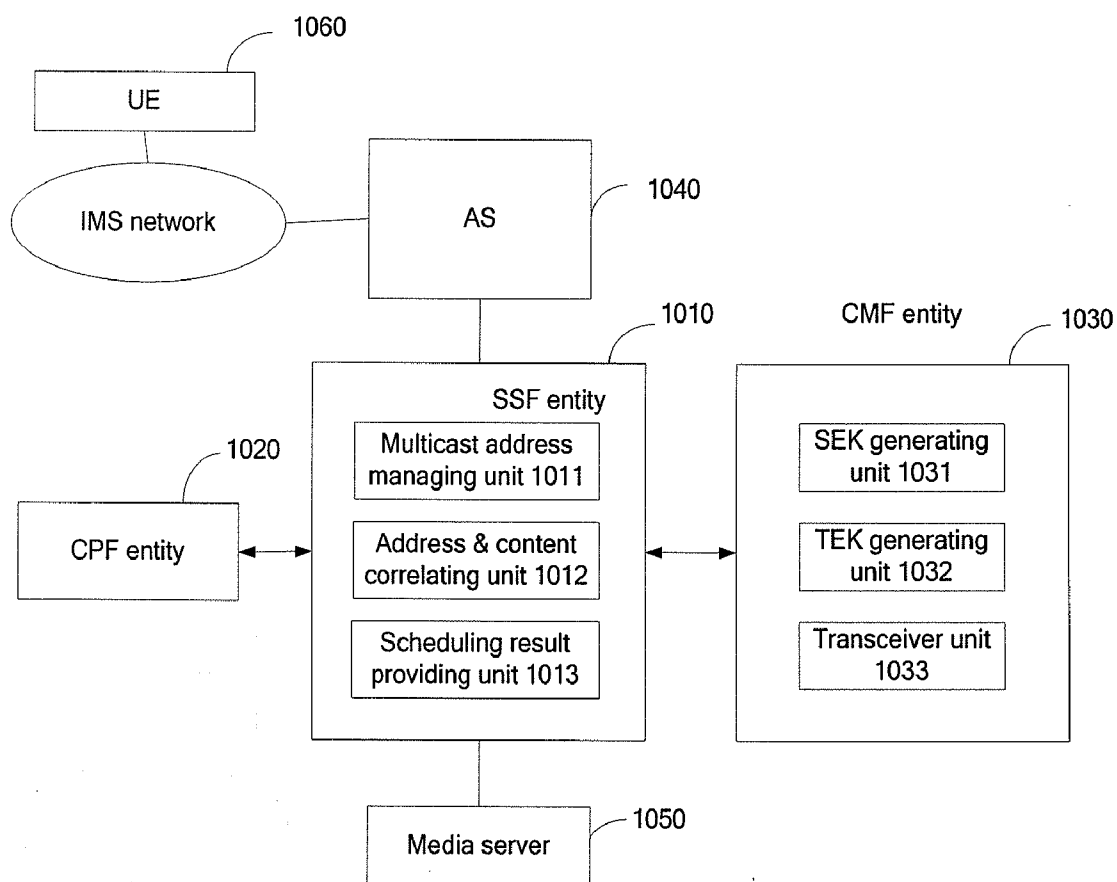 1060
UE
IMS network
AS
1040
1010
CMF entity
1030
SSF entity
Multicast address
managing unit 1011
SEK generating
unit 1031
1020
CPF entity
Address & content
correlating unit 1012
TEK generating
unit 1032
Scheduling result
providing unit 1013
Transceiver unit
1033
1050
Media server